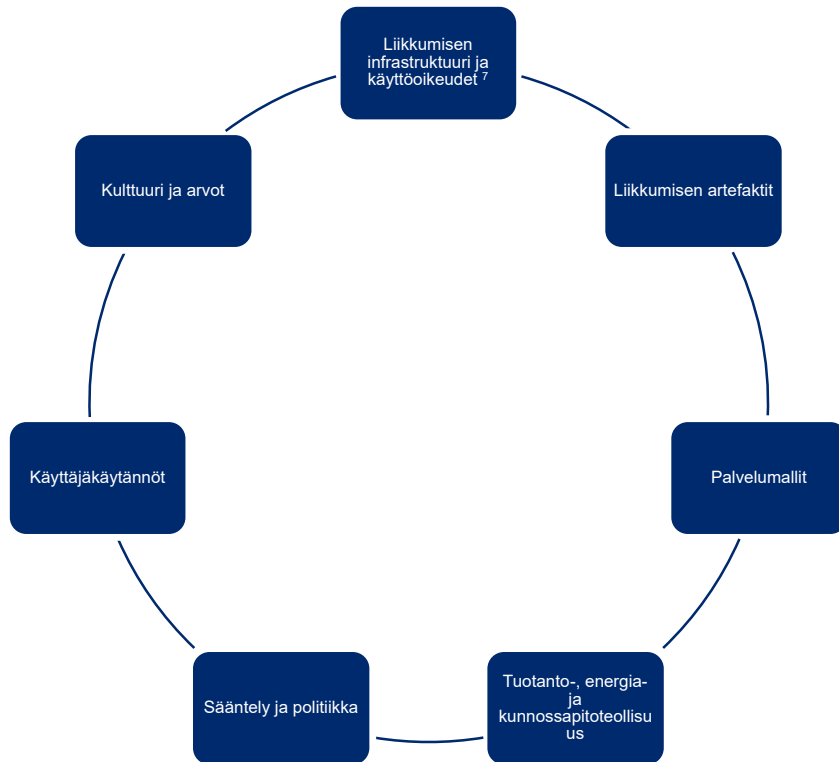 Liikkumisen
infrastruktuuri ja
käyttöoikeudet ⁷
Kulttuuri ja arvot
Liikkumisen artefaktit
Käyttäjäkäytännöt
Palvelumallit
Sääntely ja politiikka
Tuotanto-, energia-
ja
kunnossapitoteollisu
us